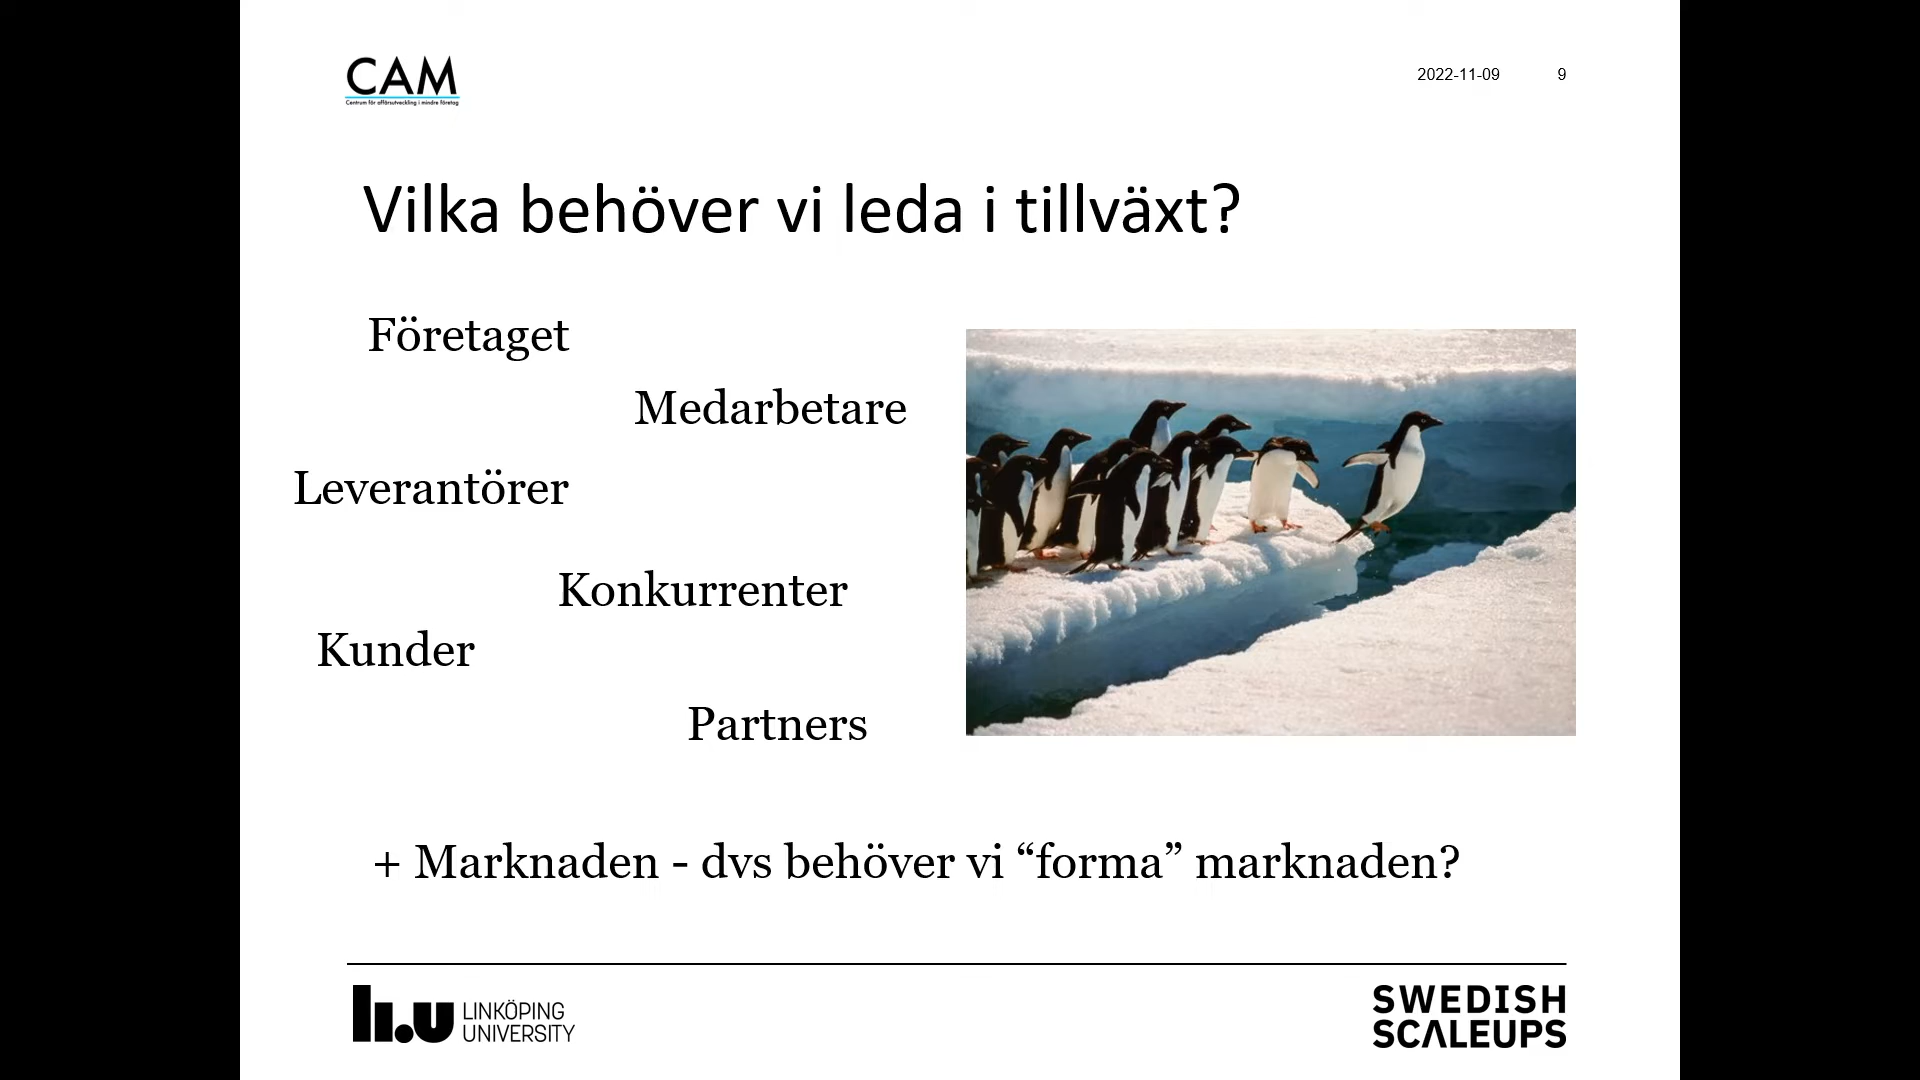 CAM
Centrum för affärsutveckling i mindre företag
2022-11-09 9
Vilka behöver vi leda i tillväxt?
Företaget
Medarbetare
Leverantörer
Konkurrenter
Kunder
Partners
+ Marknaden - dvs behöver vi “forma” marknaden?
li.u LINKÖPING
UNIVERSITY
SWEDISH
SCALEUPS